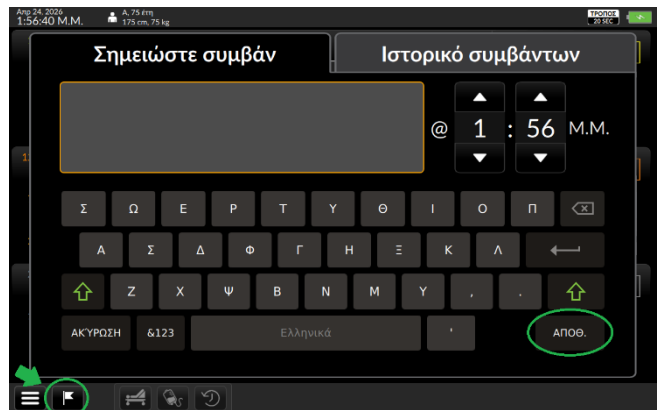 Απρ 24, 2026
1:56:40 Μ.Μ.
Α, 75 έτη
175 cm, 75 kg
ΤΡΟΠΟΣ
20 SEC
Σημειώστε συμβάν
Ιστορικό συμβάντων
@ 1 : 56 Μ.Μ.
Σ Ω Ε Ρ Τ Υ Θ Ι Ο Π
Α Σ Δ Φ Γ Η Ξ Κ Λ
Ζ Χ Ψ Β Ν Μ Υ , .
ΑΚΎΡΩΣΗ &123 Ελληνικά ' ΑΠΟΘ.